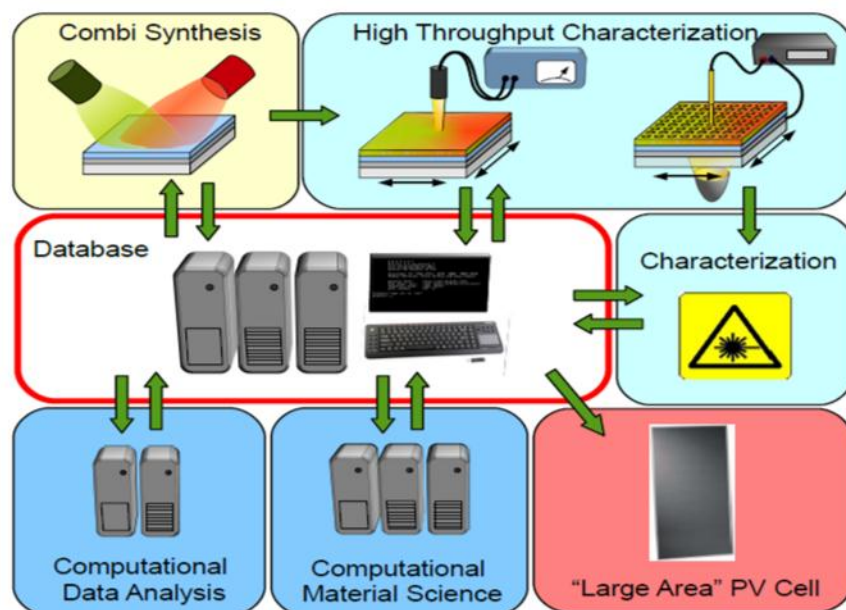 Combi Synthesis
High Throughput Characterization
Database
Characterization
Computational
Data Analysis
Computational
Material Science
“Large Area” PV Cell